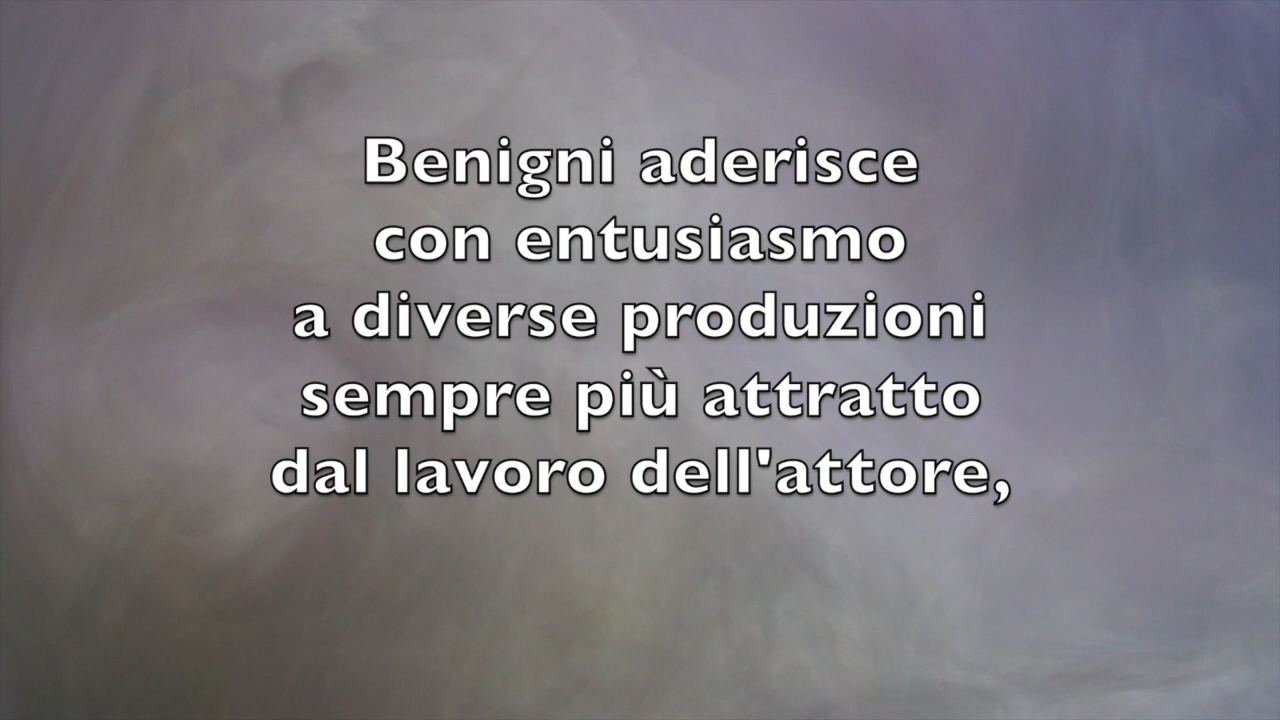 Benigni aderisce
con entusiasmo
a diverse produzioni
sempre più attratto
dal lavoro dell'attore,